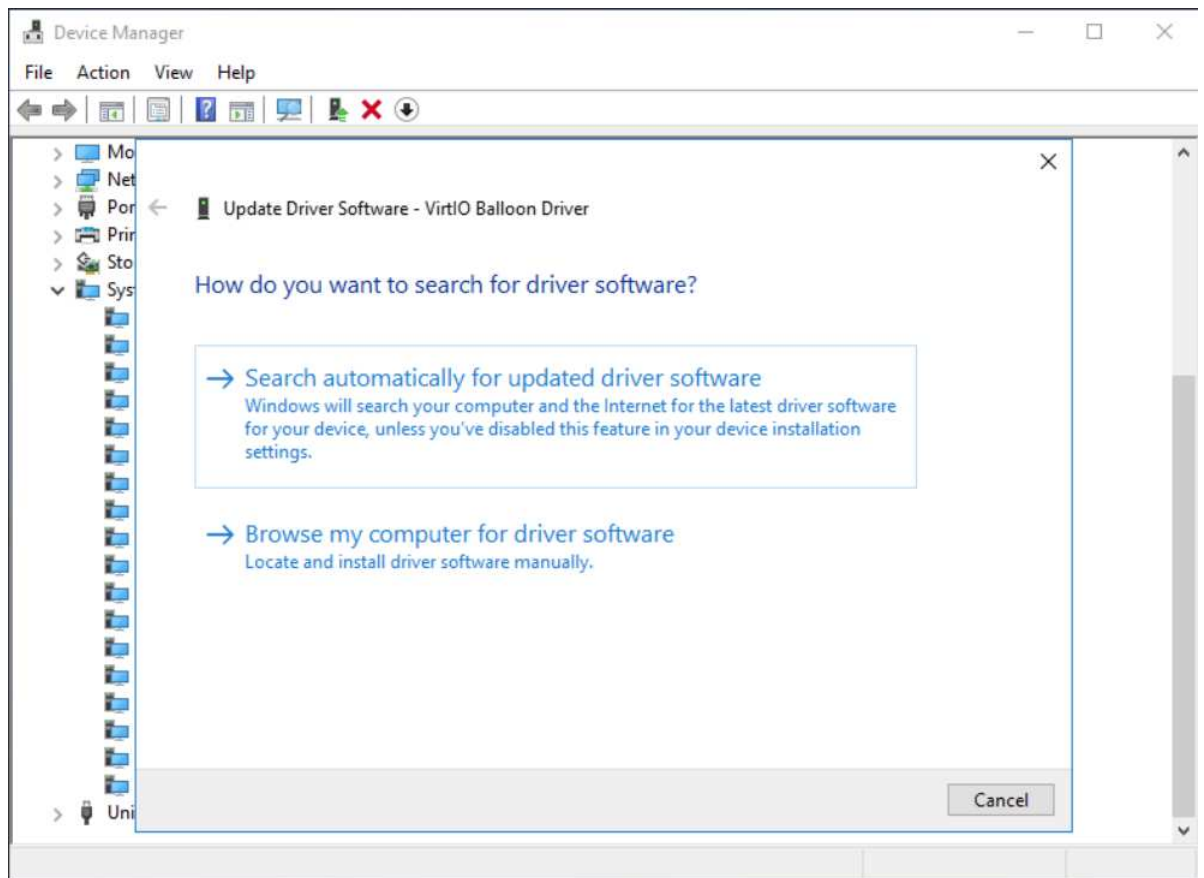 Device Manager
File Action View Help
Mo
Net
Por
Prin
Sto
Sys
Uni
Update Driver Software - VirtIO Balloon Driver
How do you want to search for driver software?
Search automatically for updated driver software
Windows will search your computer and the Internet for the latest driver software
for your device, unless you've disabled this feature in your device installation
settings.
Browse my computer for driver software
Locate and install driver software manually.
Cancel